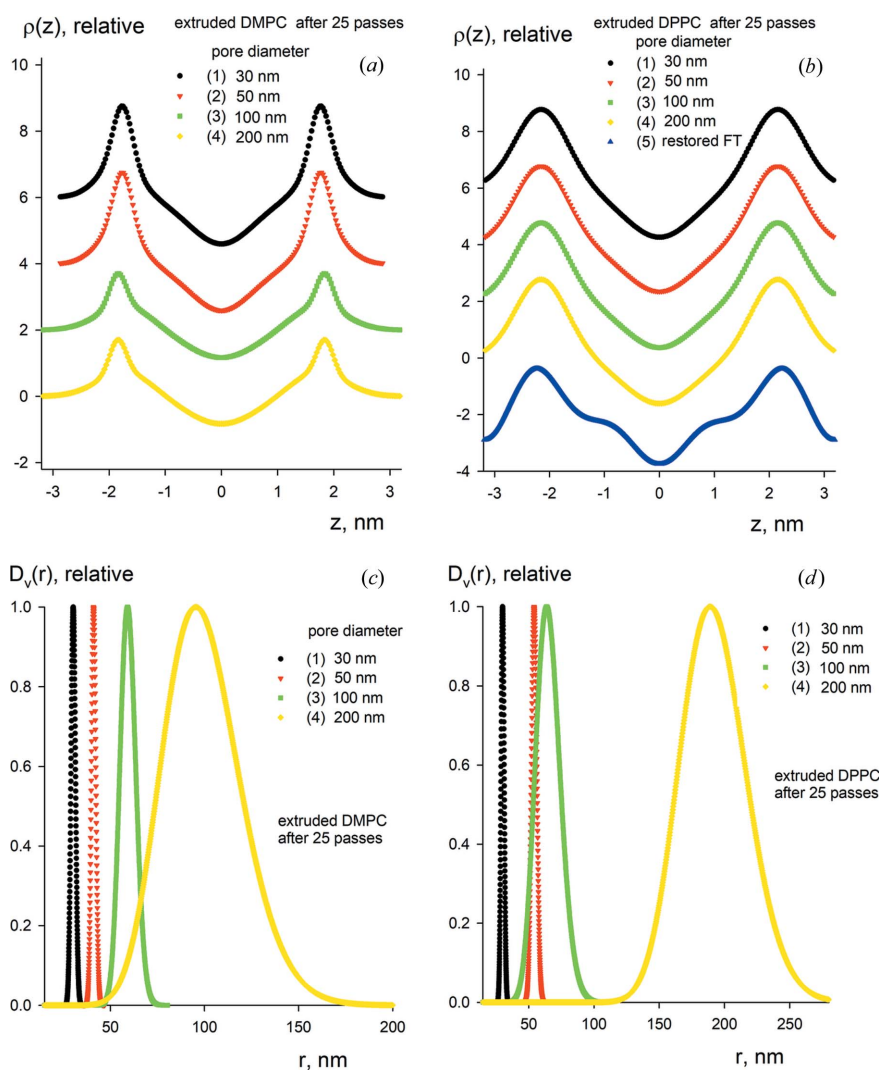 ρ(z), relative
extruded DMPC after 25 passes
(a)
pore diameter
(1) 30 nm
(2) 50 nm
(3) 100 nm
(4) 200 nm
10
8
6
4
2
0
-2
-3 -2 -1 0 1 2 3
z, nm
ρ(z), relative
extruded DPPC after 25 passes
pore diameter
(b)
(1) 30 nm
(2) 50 nm
(3) 100 nm
(4) 200 nm
(5) restored FT
10
8
6
4
2
0
-2
-4
-3 -2 -1 0 1 2 3
z, nm
Dv(r), relative
(c)
pore diameter
(1) 30 nm
(2) 50 nm
(3) 100 nm
(4) 200 nm
extruded DMPC
after 25 passes
1.0
0.8
0.6
0.4
0.2
0.0
50 100 150 200
r, nm
Dv(r), relative
(d)
(1) 30 nm
(2) 50 nm
(3) 100 nm
(4) 200 nm
extruded DPPC
after 25 passes
1.0
0.8
0.6
0.4
0.2
0.0
50 100 150 200 250
r, nm